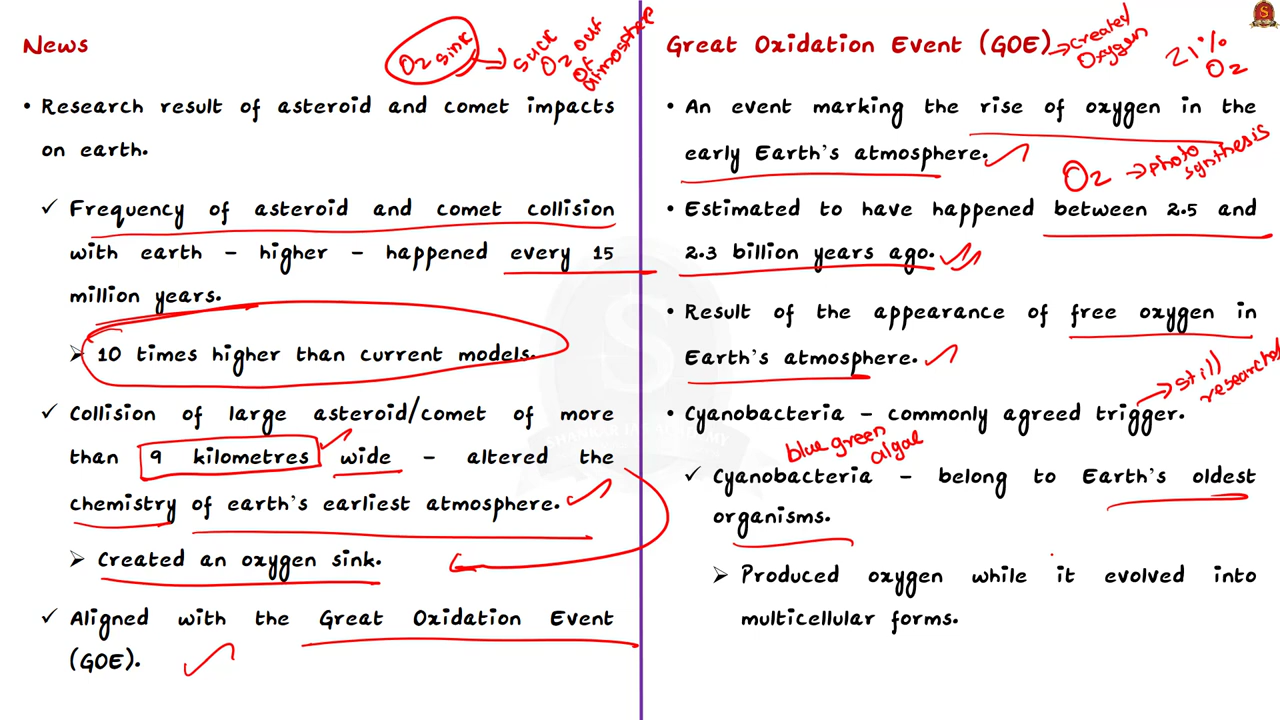 News
O2 sink
suck
O2 out
of
atmosphere
• Research result of asteroid and comet impacts
on earth.
✓ Frequency of asteroid and comet collision
with earth – higher – happened every 15
million years.
➢ 10 times higher than current models.
✓ Collision of large asteroid/comet of more
than 9 kilometres wide – altered the
chemistry of earth's earliest atmosphere.
➢ Created an oxygen sink.
✓ Aligned with the Great Oxidation Event
(GOE).
Great Oxidation Event (GOE)
created
Oxygen
21%
O2
• An event marking the rise of oxygen in the
early Earth's atmosphere.
O2 → photo
synthesis
• Estimated to have happened between 2.5 and
2.3 billion years ago.
• Result of the appearance of free oxygen in
Earth's atmosphere.
still
researched
• Cyanobacteria – commonly agreed trigger.
blue green
algae
✓ Cyanobacteria – belong to Earth's oldest
organisms.
➢ Produced oxygen while it evolved into
multicellular forms.